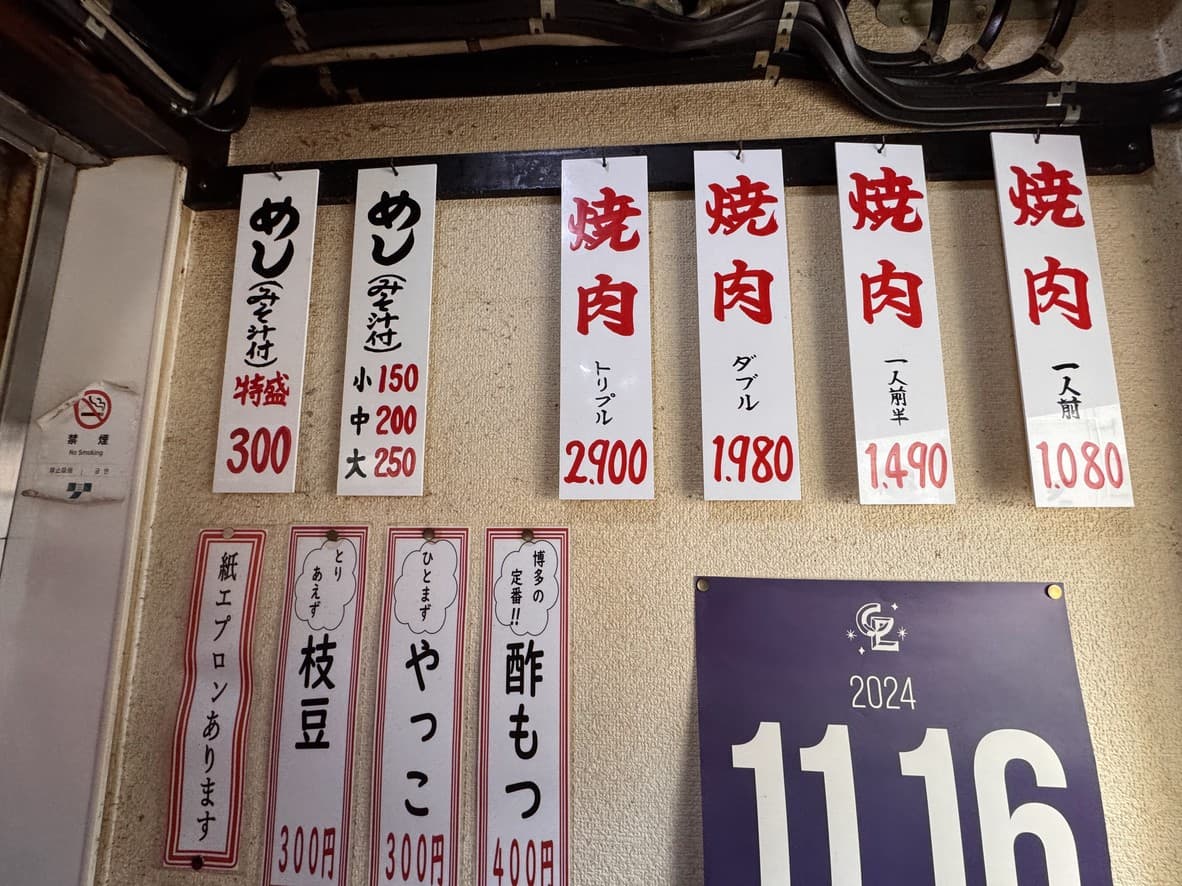 焼肉
一人前
1.080
焼肉
一人前半
1.490
焼肉
ダブル
1.980
焼肉
トリプル
2.900
めし
(みそ汁付)
小 150
中 200
大 250
めし
(みそ汁付)
特盛
300
禁煙
No Smoking
博多の
定番!!
酢もつ
400円
ひとまず
やっこ
300円
とり
あえず
枝豆
300円
紙エプロンあります
2024
11.16